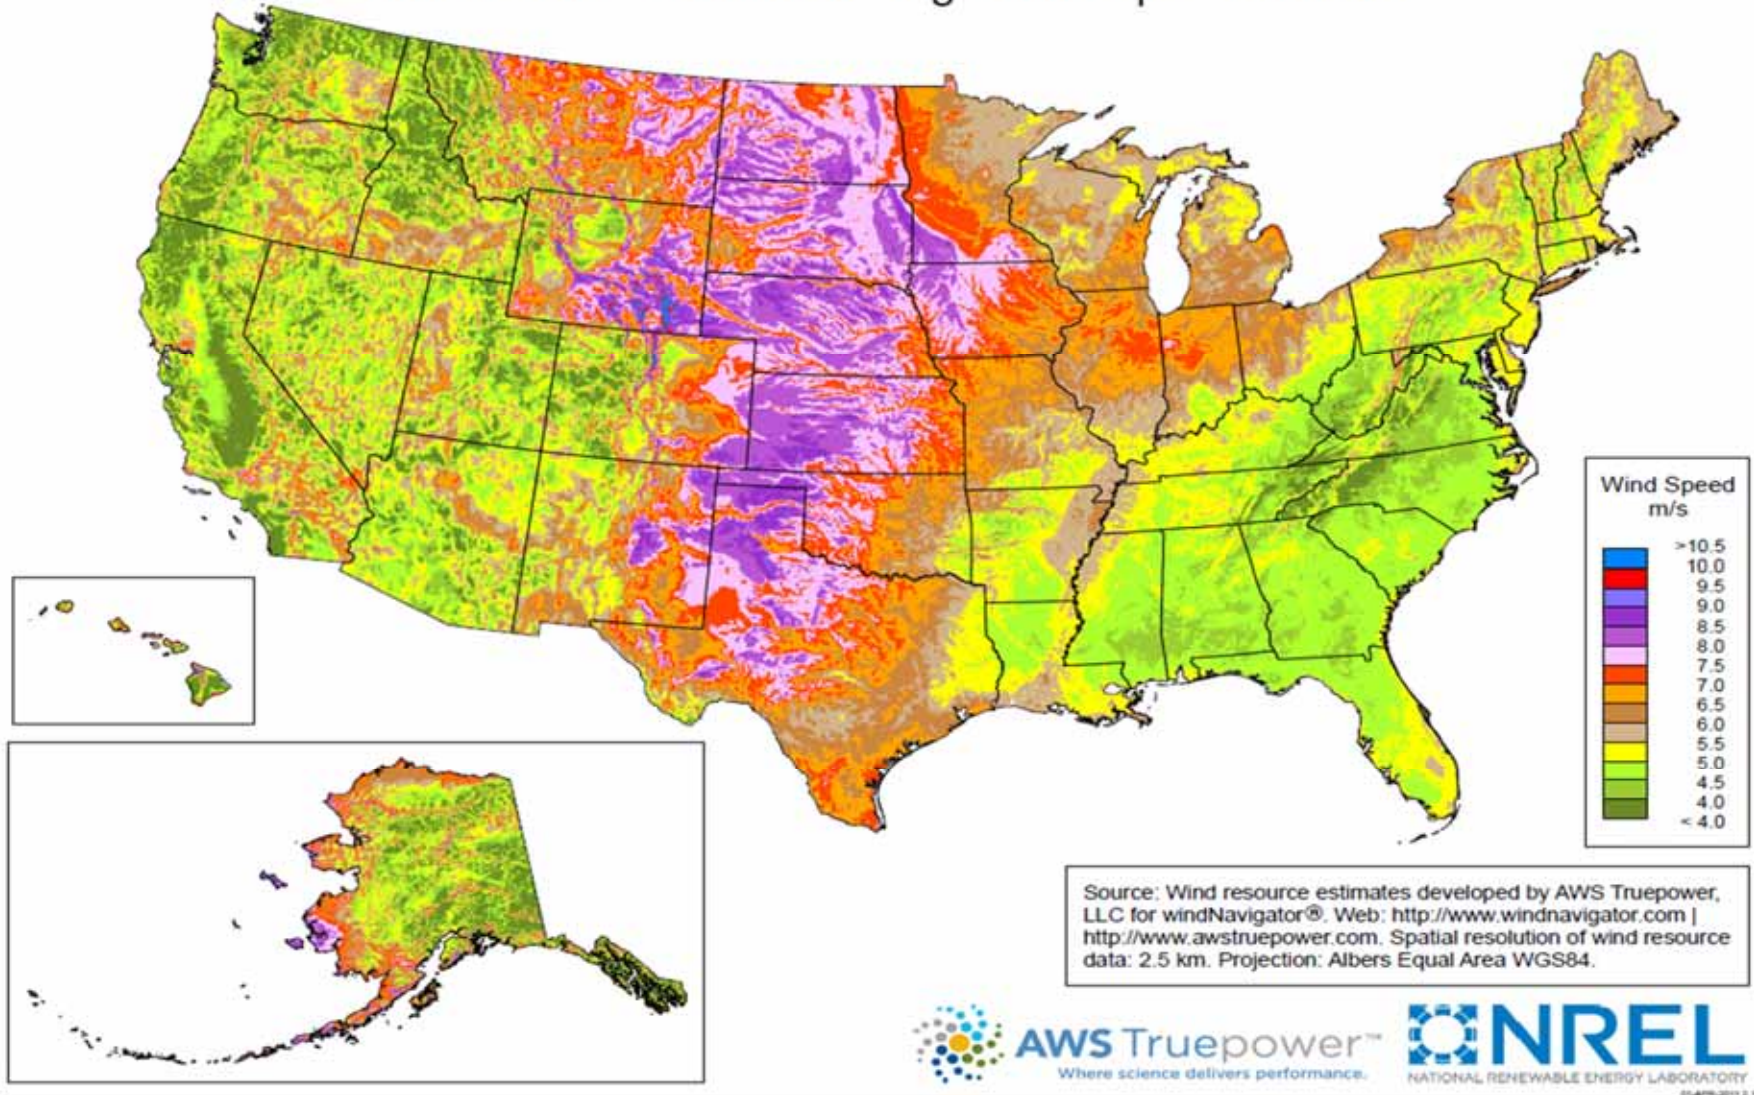 Wind Speed
m/s
>10.5
10.0
9.5
9.0
8.5
8.0
7.5
7.0
6.5
6.0
5.5
5.0
4.5
4.0
< 4.0
Source: Wind resource estimates developed by AWS Truepower,
LLC for windNavigator®. Web: http://www.windnavigator.com |
http://www.awstruepower.com. Spatial resolution of wind resource
data: 2.5 km. Projection: Albers Equal Area WGS84.
AWS Truepower™
Where science delivers performance.
NREL
NATIONAL RENEWABLE ENERGY LABORATORY